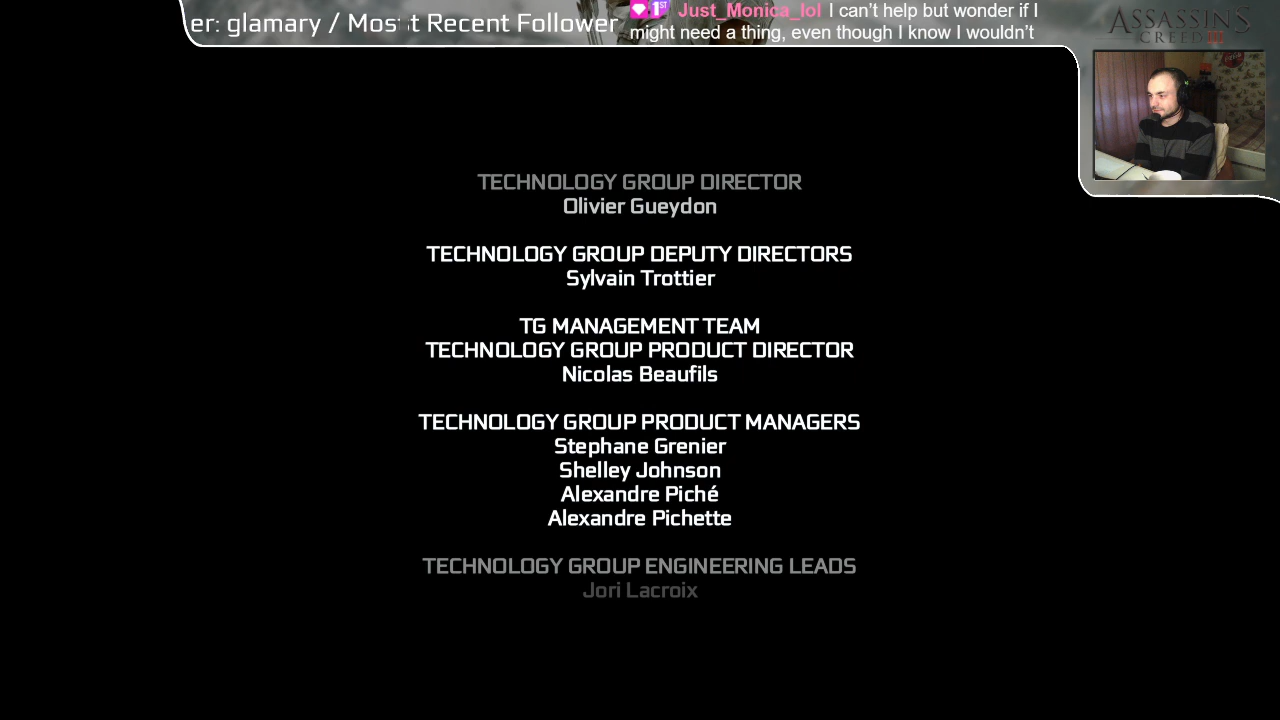 er: glamary / Most Recent Follower
1ST Just_Monica_lol I can't help but wonder if I
might need a thing, even though I know I wouldn't
ASSASSIN'S
CREED III
TECHNOLOGY GROUP DIRECTOR
Olivier Gueydon
TECHNOLOGY GROUP DEPUTY DIRECTORS
Sylvain Trottier
TG MANAGEMENT TEAM
TECHNOLOGY GROUP PRODUCT DIRECTOR
Nicolas Beaufils
TECHNOLOGY GROUP PRODUCT MANAGERS
Stephane Grenier
Shelley Johnson
Alexandre Piché
Alexandre Pichette
TECHNOLOGY GROUP ENGINEERING LEADS
Jori Lacroix